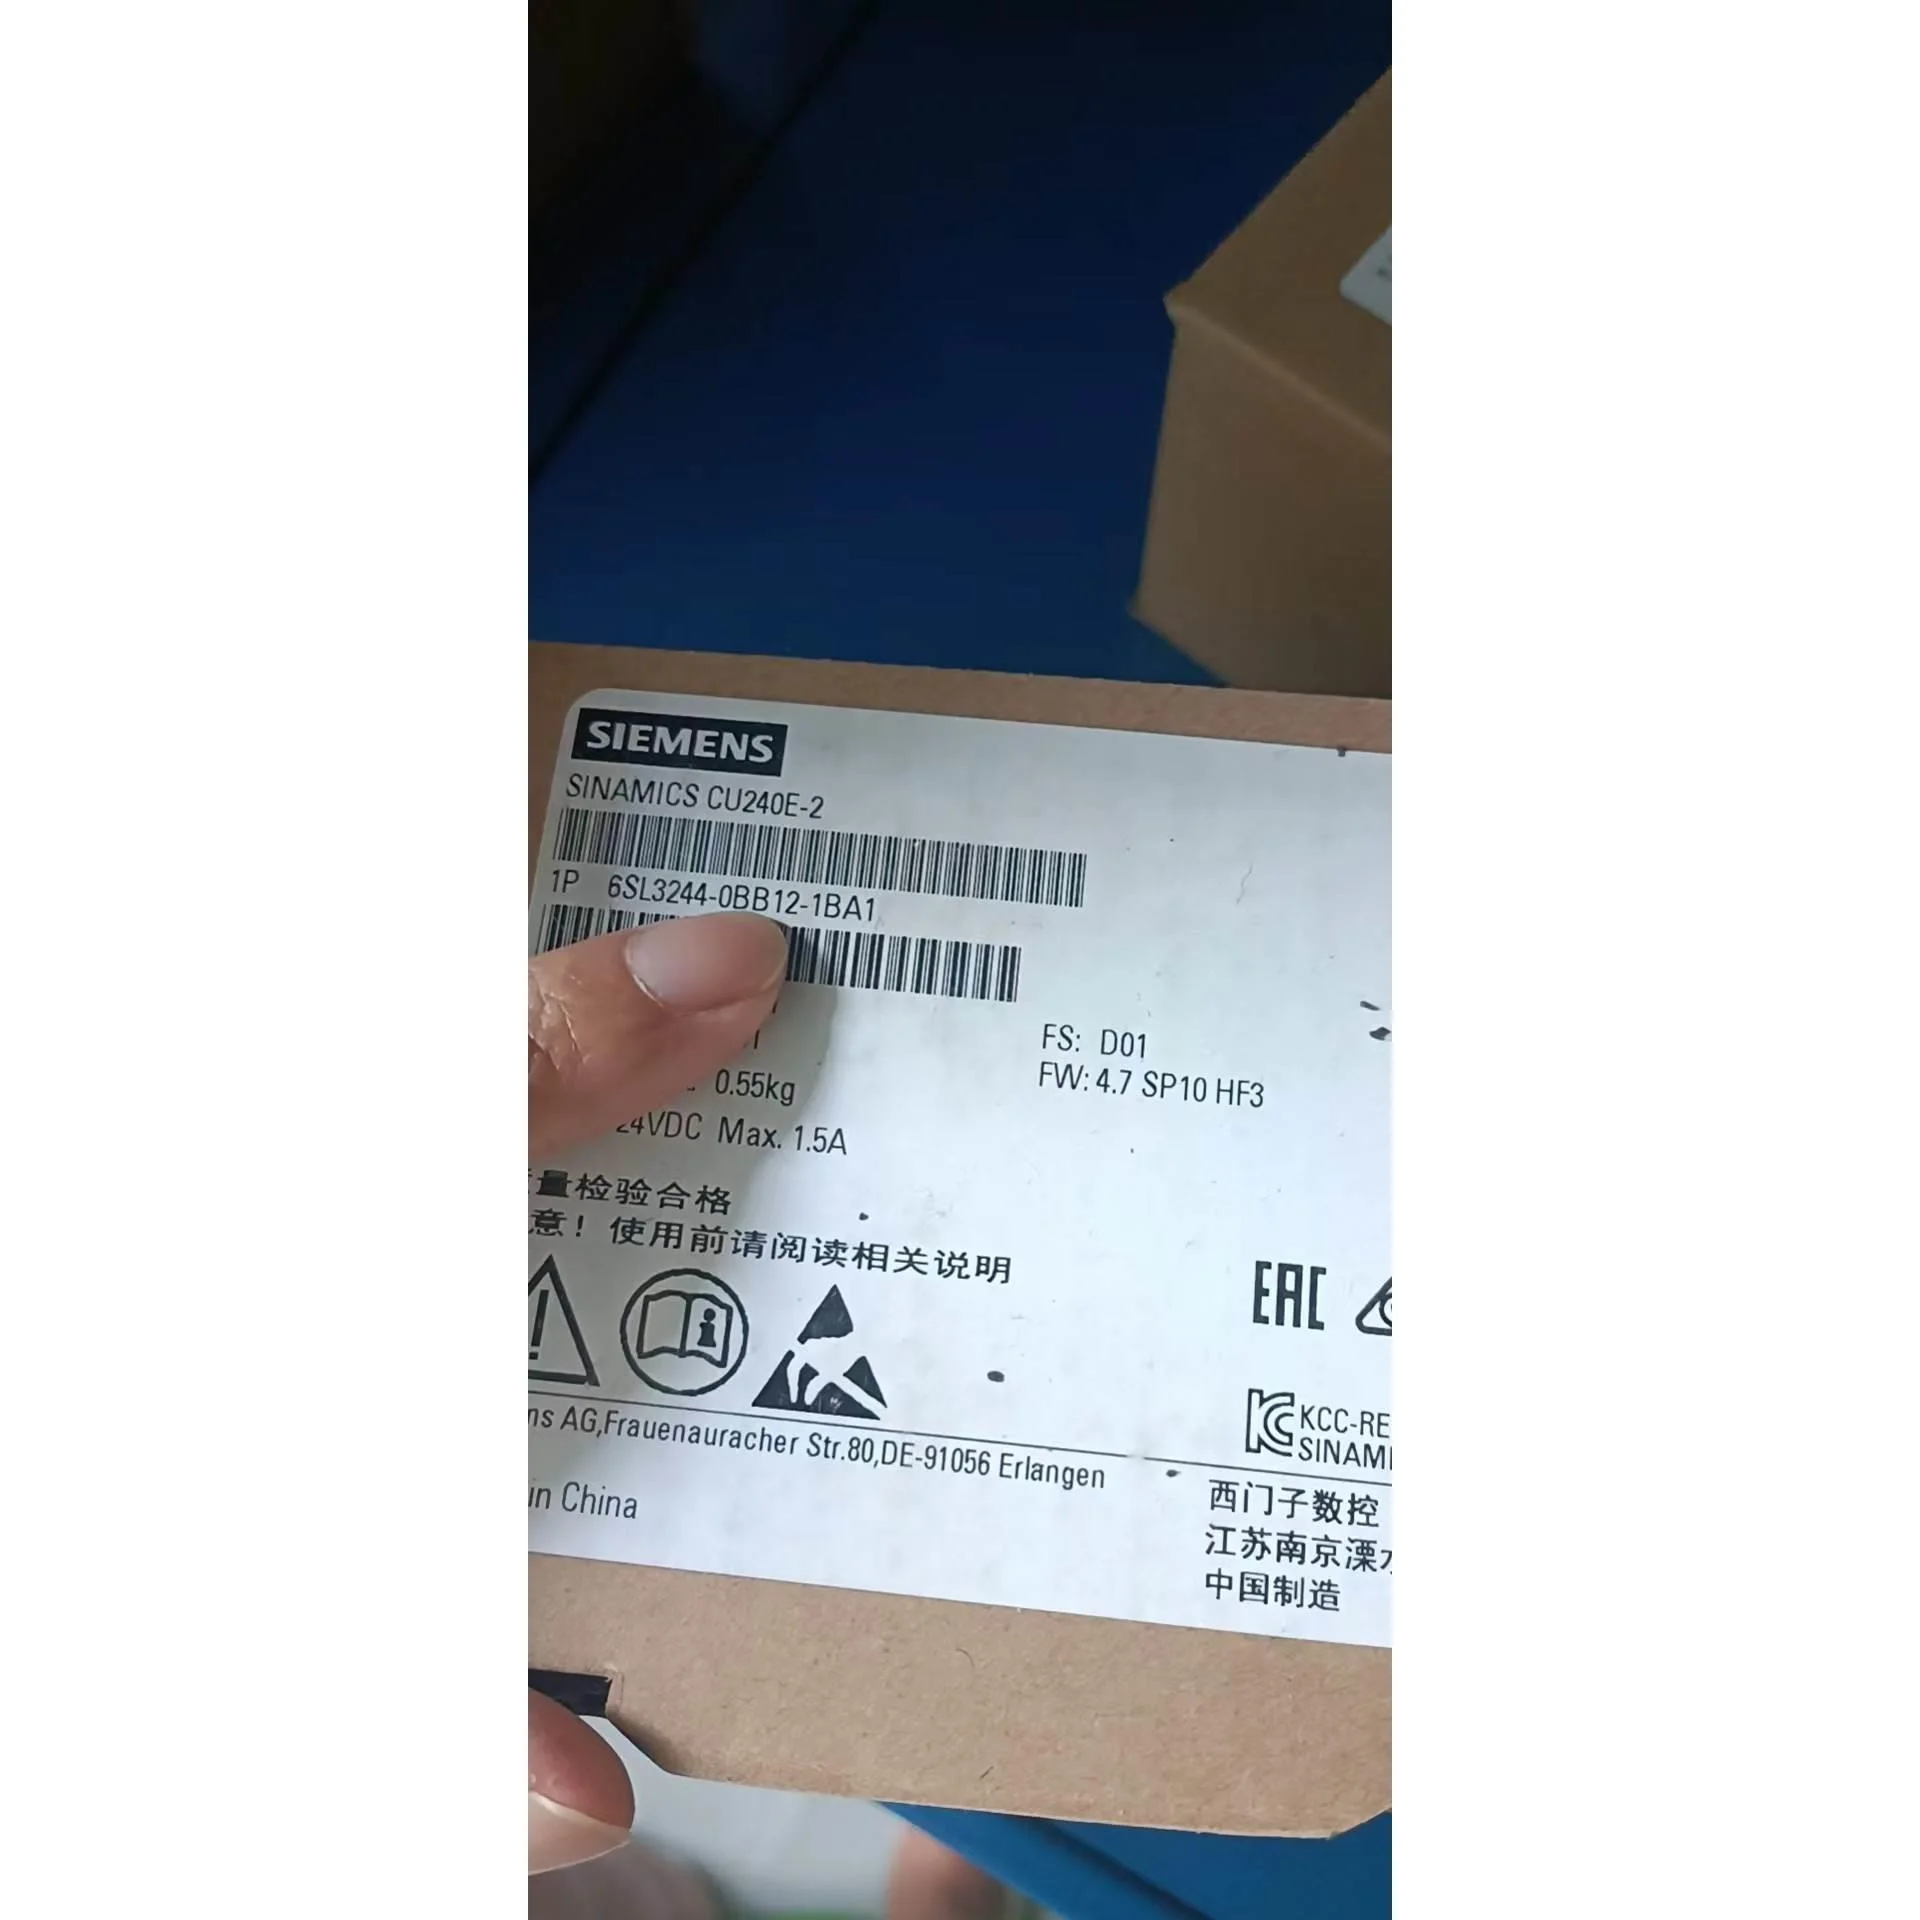 SIEMENS
SINAMICS CU240E-2
1P 6SL3244-0BB12-1BA1
FS: D01
FW: 4.7 SP10 HF3
0.55kg
24VDC Max. 1.5A
量检验合格
意！使用前请阅读相关说明
EAC
KCC-RE
SINAMI
AG,Frauenauracher Str.80,DE-91056 Erlangen
in China
西门子数控
江苏南京溧水
中国制造